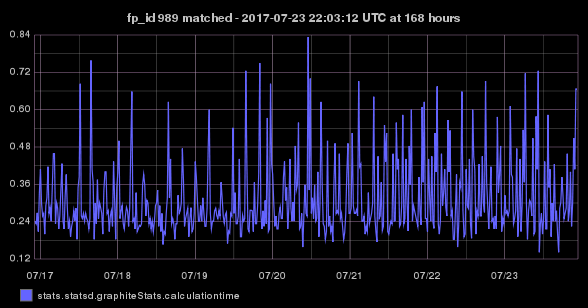 fp_id 989 matched - 2017-07-23 22:03:12 UTC at 168 hours
0.84
0.72
0.60
0.48
0.36
0.24
0.12
07/17 07/18 07/19 07/20 07/21 07/22 07/23
stats.statsd.graphiteStats.calculationtime